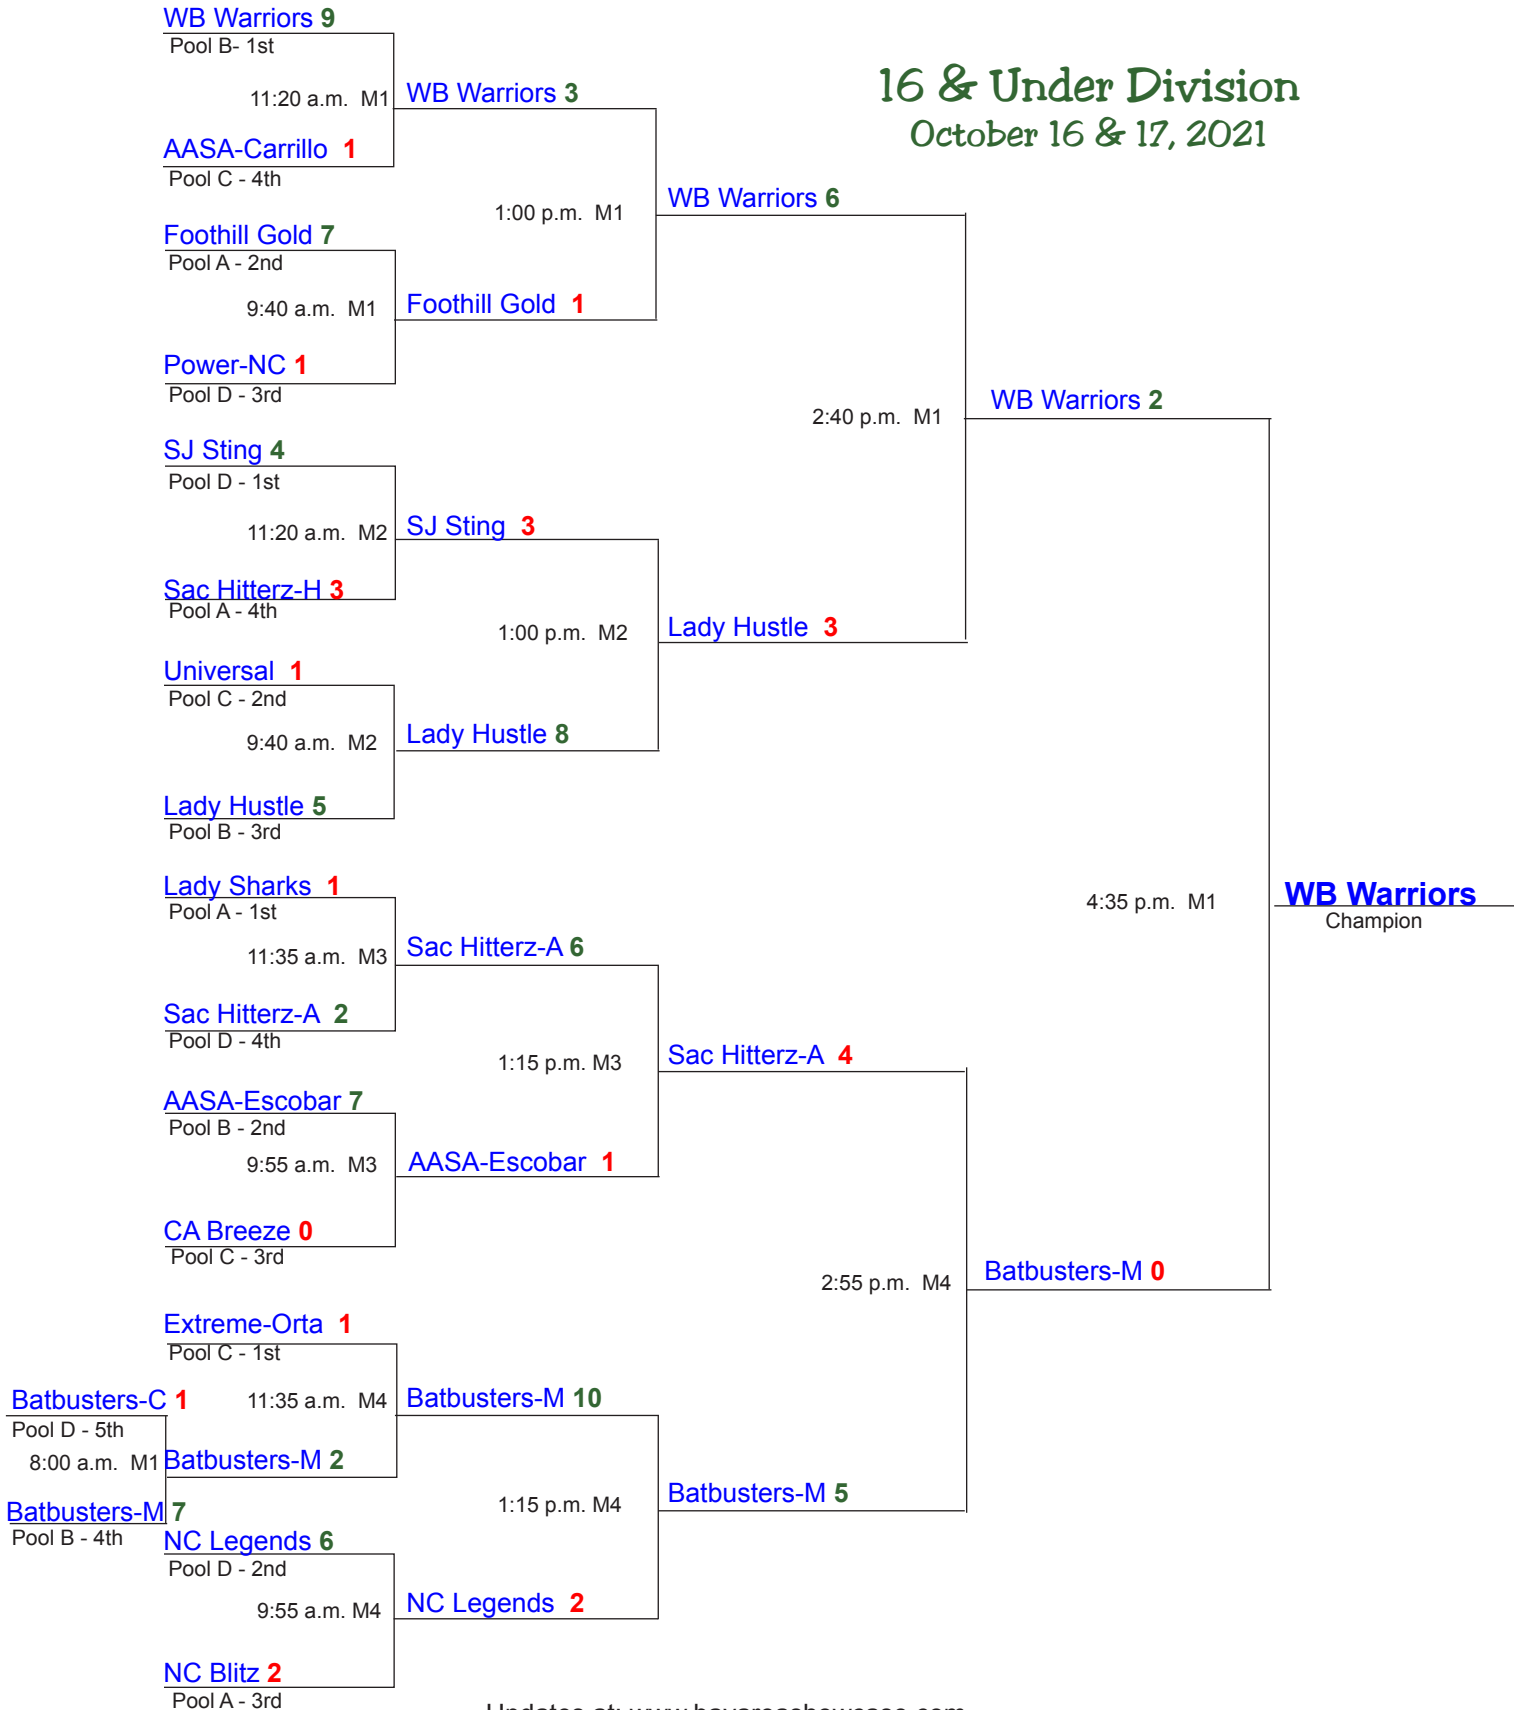 16 & Under Division
October 16 & 17, 2021
WB Warriors 9
Pool B- 1st
11:20 a.m. M1
AASA-Carrillo 1
Pool C - 4th
WB Warriors 3
1:00 p.m. M1
Foothill Gold 7
Pool A - 2nd
9:40 a.m. M1
Foothill Gold 1
Power-NC 1
Pool D - 3rd
WB Warriors 6
2:40 p.m. M1
WB Warriors 2
SJ Sting 4
Pool D - 1st
11:20 a.m. M2
SJ Sting 3
Sac Hitterz-H 3
Pool A - 4th
1:00 p.m. M2
Lady Hustle 3
Universal 1
Pool C - 2nd
9:40 a.m. M2
Lady Hustle 8
Lady Hustle 5
Pool B - 3rd
Lady Sharks 1
Pool A - 1st
11:35 a.m. M3
Sac Hitterz-A 6
4:35 p.m. M1
WB Warriors
Champion
Sac Hitterz-A 2
Pool D - 4th
1:15 p.m. M3
Sac Hitterz-A 4
AASA-Escobar 7
Pool B - 2nd
9:55 a.m. M3
AASA-Escobar 1
CA Breeze 0
Pool C - 3rd
2:55 p.m. M4
Batbusters-M 0
Extreme-Orta 1
Pool C - 1st
Batbusters-C 1
Pool D - 5th
11:35 a.m. M4
Batbusters-M 10
8:00 a.m. M1
Batbusters-M 2
Batbusters-M 7
Pool B - 4th
1:15 p.m. M4
Batbusters-M 5
NC Legends 6
Pool D - 2nd
9:55 a.m. M4
NC Legends 2
NC Blitz 2
Pool A - 3rd
Updates at: www.bayareashowcase.com